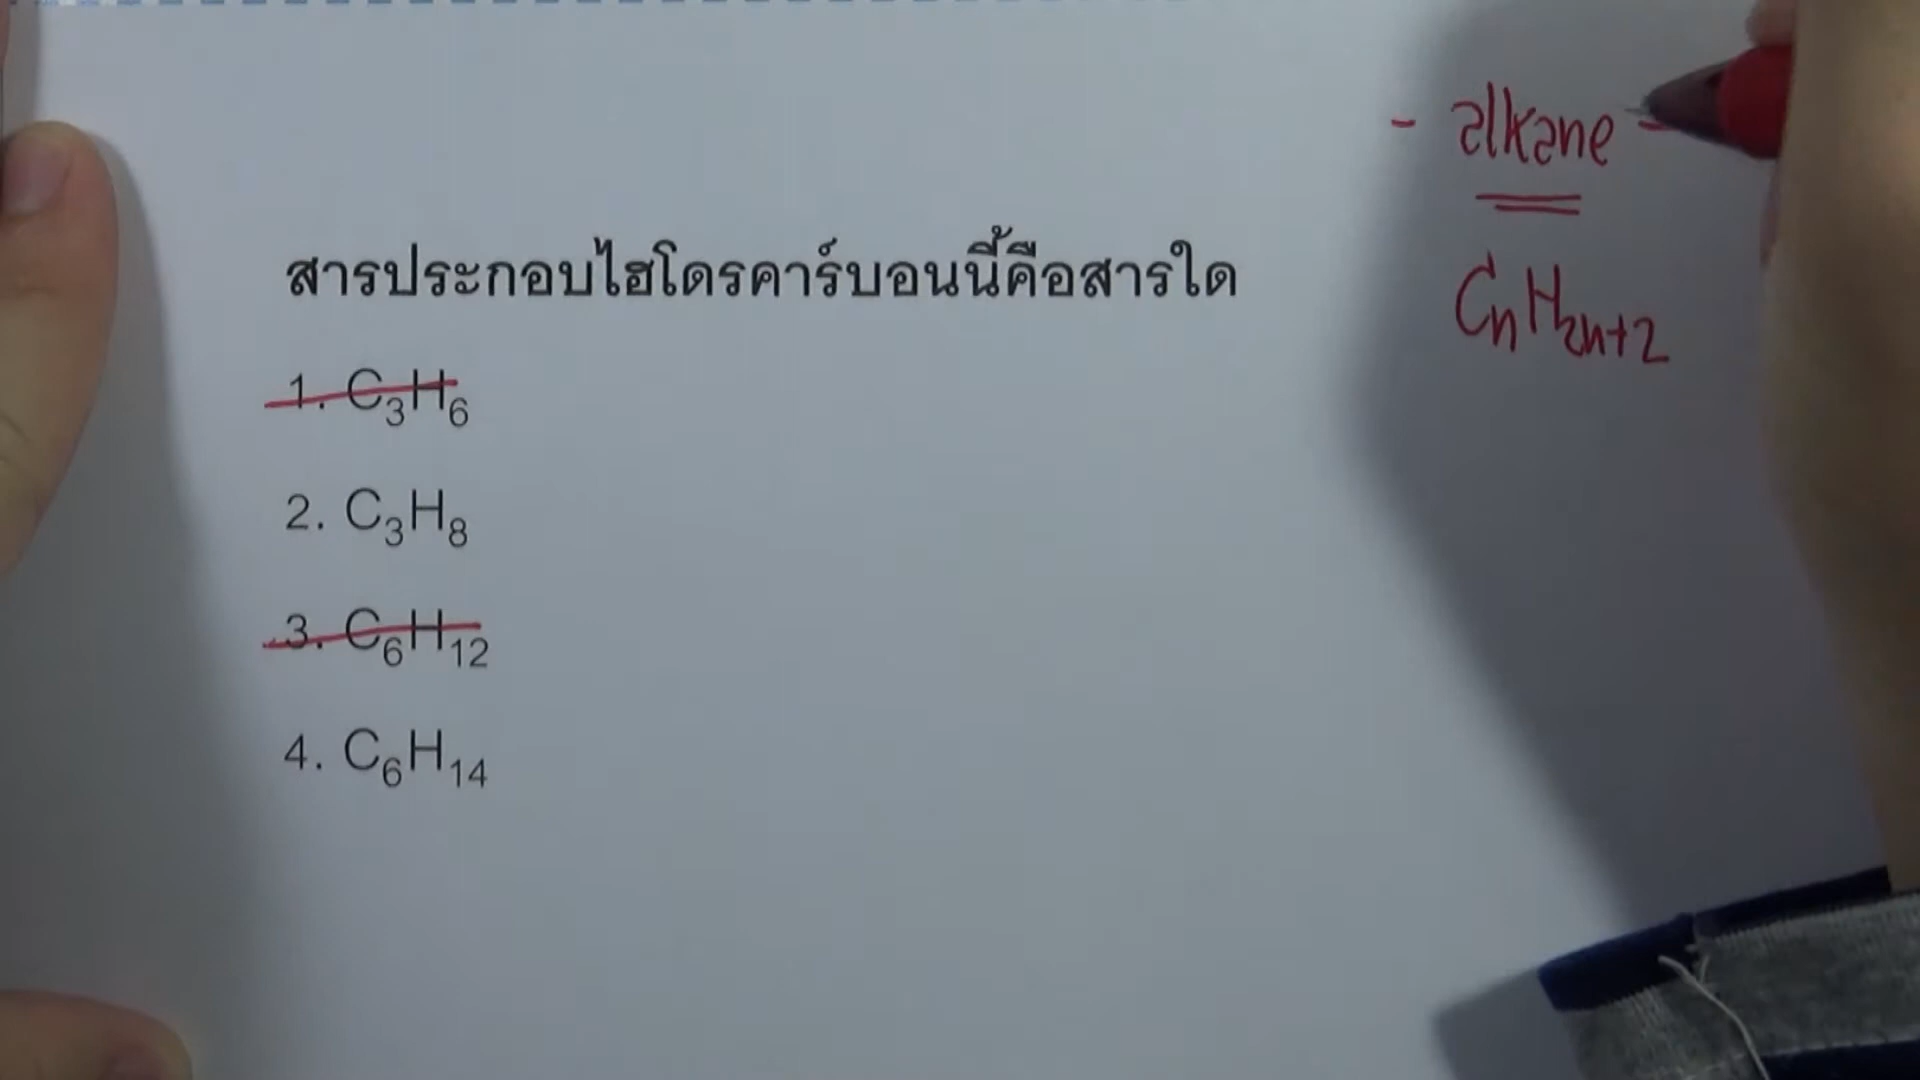 - alkane -
CnH2n+2
สารประกอบไฮโดรคาร์บอนนี้คือสารใด
1. C3H6
2. C3H8
3. C6H12
4. C6H14